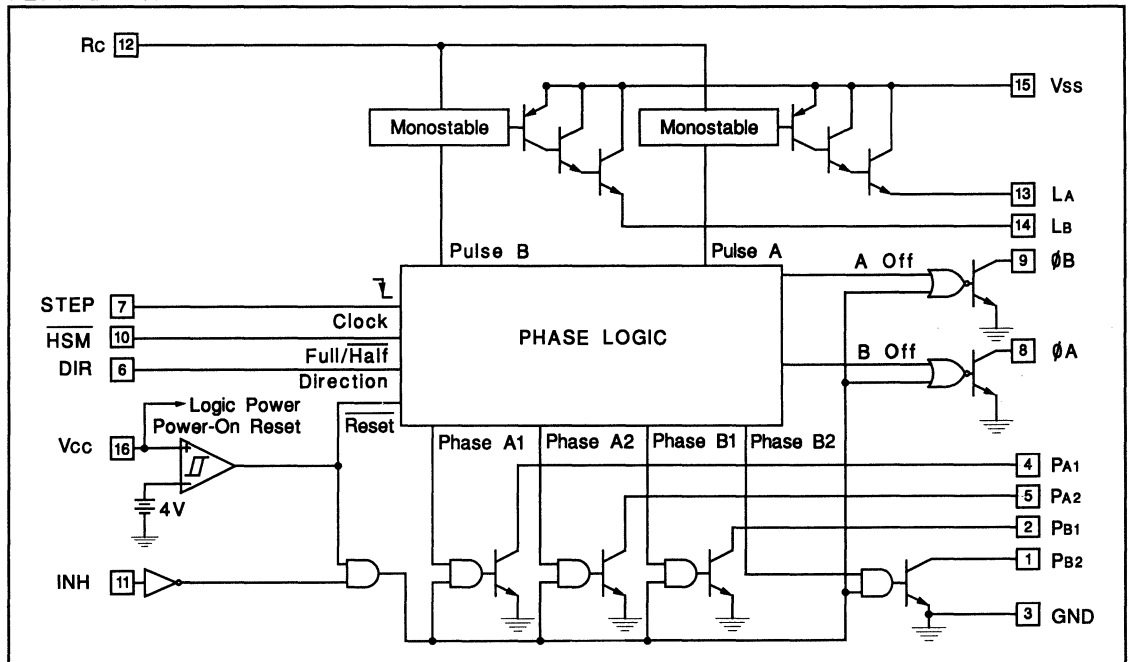 Rc 12
15 Vss
Monostable
Monostable
13 LA
14 LB
Pulse B
Pulse A
A Off
9 ØB
STEP 7
Clock
HSM 10
Full/Half
DIR 6
Direction
PHASE LOGIC
B Off
8 ØA
Logic Power
Power-On Reset
Reset
Vcc 16
+
−
4V
Phase A1
Phase A2
Phase B1
Phase B2
4 PA1
5 PA2
2 PB1
1 PB2
INH 11
3 GND